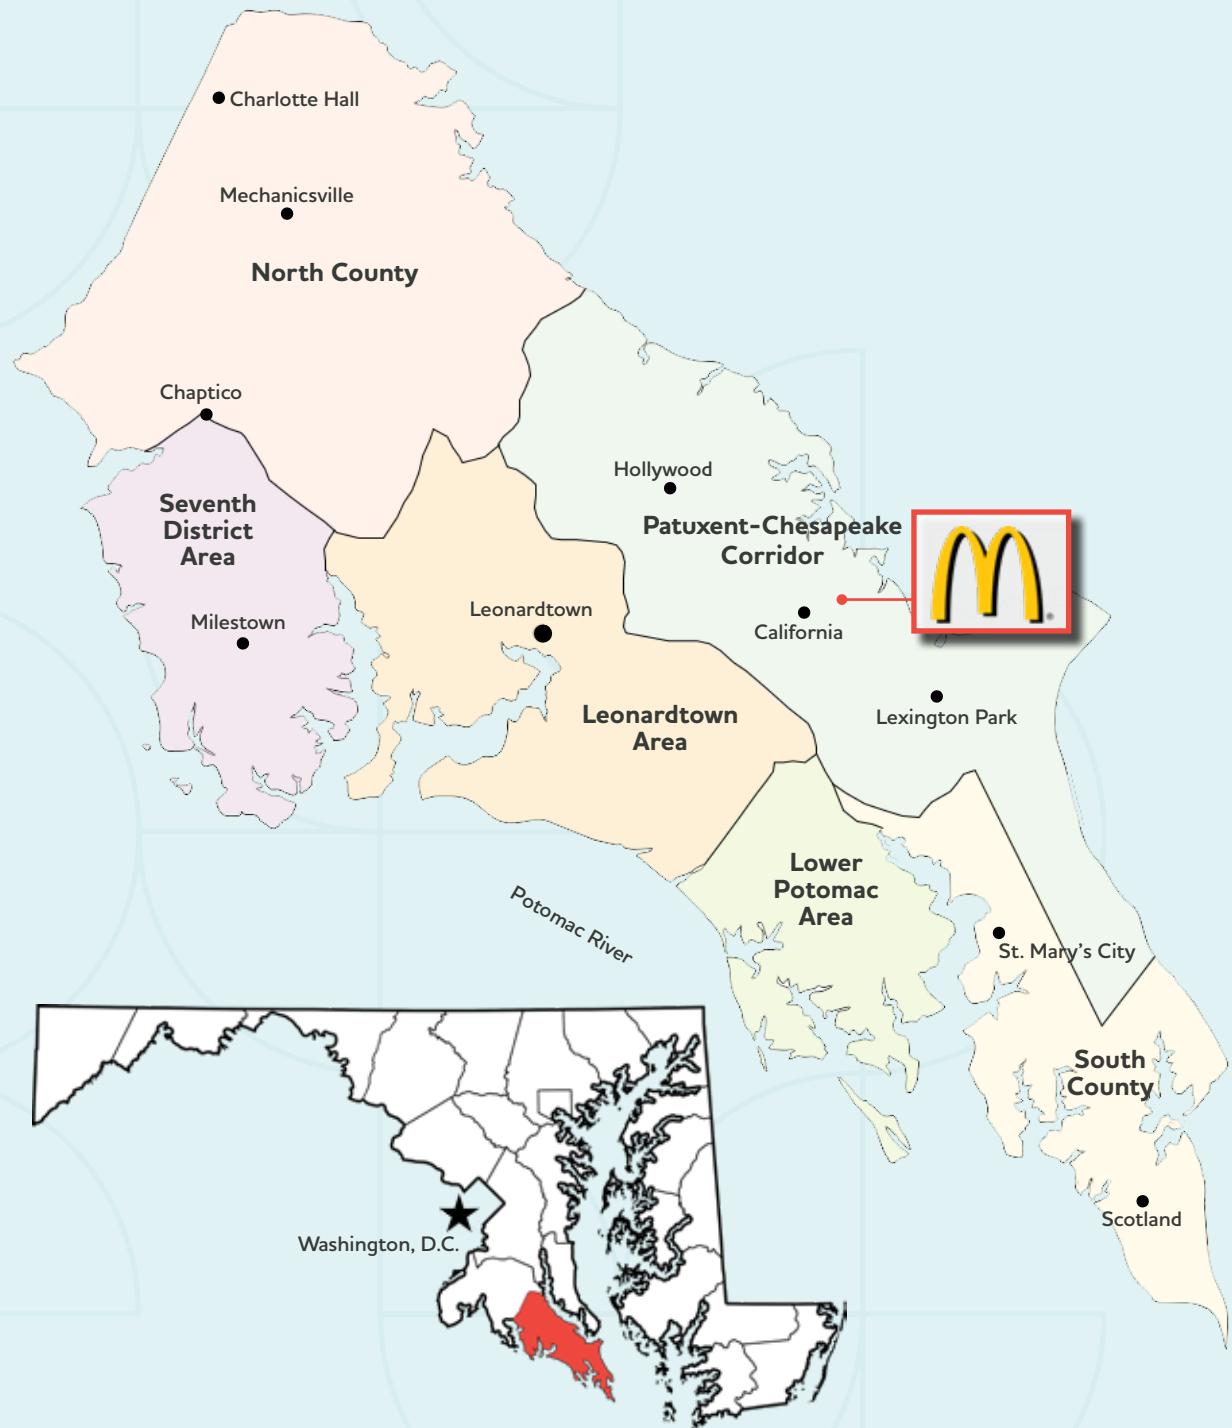 Charlotte Hall
Mechanicsville
North County
Chaptico
Seventh
District
Area
Milestown
Hollywood
Patuxent-Chesapeake
Corridor
California
Lexington Park
Leonardtown
Leonardtown
Area
Lower
Potomac
Area
Potomac River
St. Mary's City
South
County
Scotland
Washington, D.C.
M
®